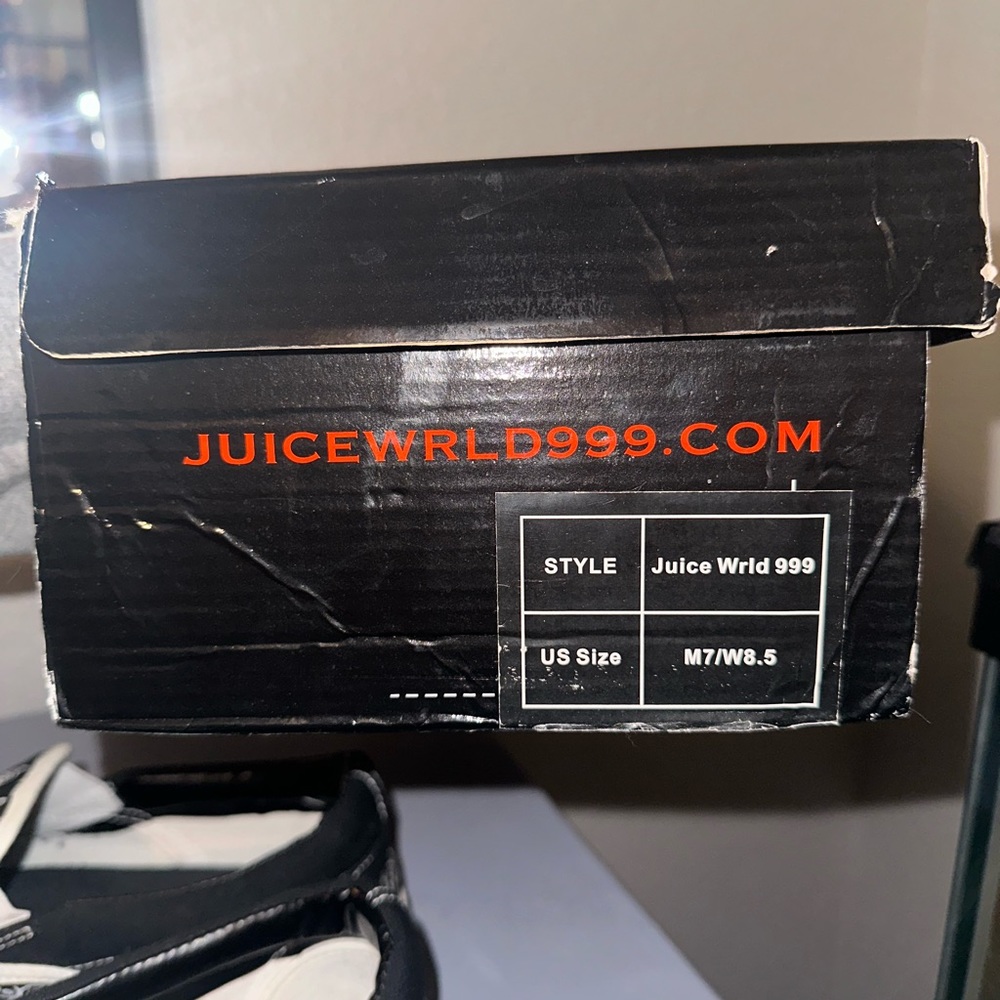 JUICEWRLD999.COM
STYLE Juice Wrld 999
US Size M7/W8.5